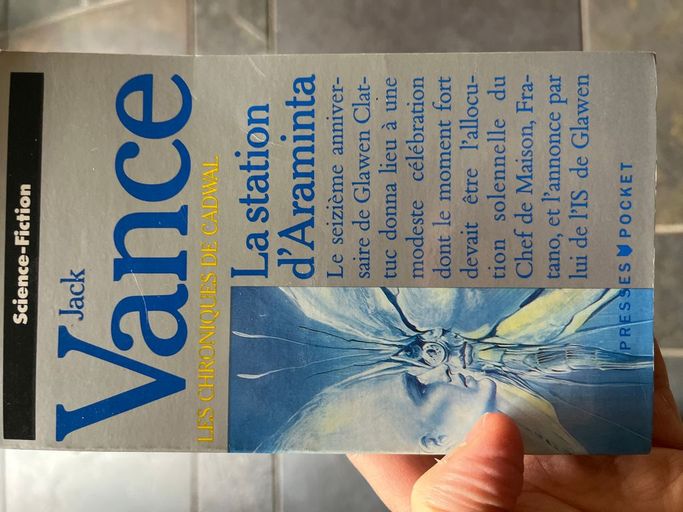 Science-Fiction
Jack
Vance
LES CHRONIQUES DE CADWAL
La station
d'Araminta
Le seizième anniver-
saire de Glawen Clat-
tuc donna lieu à une
modeste célébration
dont le moment fort
devait être l'allocu-
tion solennelle du
Chef de Maison, Fra-
tano, et l'annonce par
lui de l'IS de Glawen
PRESSES POCKET